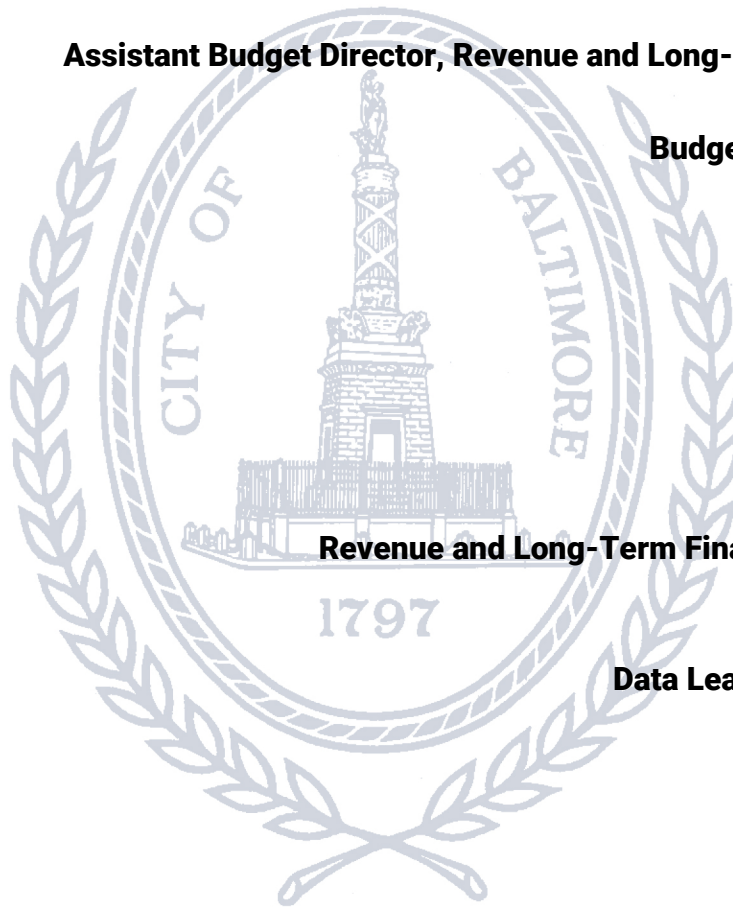 Assistant Budget Director, Revenue and Long-
Budge
CITY OF BALTIMORE
Revenue and Long-Term Fina
1797
Data Lea